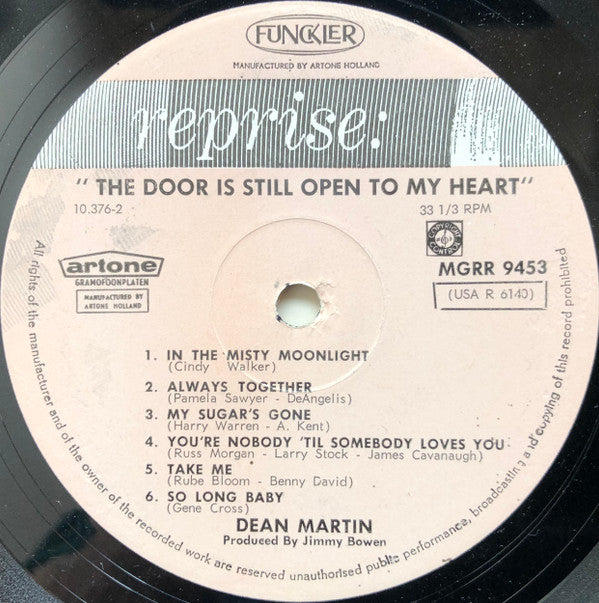 FUNCKLER
MANUFACTURED BY ARTONE HOLLAND
reprise:
"THE DOOR IS STILL OPEN TO MY HEART"
10.376-2
33 1/3 RPM
COPYRIGHT CONTROL
artone
GRAMOFOONPLATEN
MANUFACTURED BY
ARTONE HOLLAND
MGRR 9453
(USA R 6140)
1. IN THE MISTY MOONLIGHT
(Cindy Walker)
2. ALWAYS TOGETHER
(Pamela Sawyer - DeAngelis)
3. MY SUGAR'S GONE
(Harry Warren - A. Kent)
4. YOU'RE NOBODY 'TIL SOMEBODY LOVES YOU
(Russ Morgan - Larry Stock - James Cavanaugh)
5. TAKE ME
(Rube Bloom - Benny David)
6. SO LONG BABY
(Gene Cross)
DEAN MARTIN
Produced By Jimmy Bowen
All rights of the manufacturer and of the owner of the recorded work are reserved unauthorised public performance, broadcasting and copying of this record prohibited